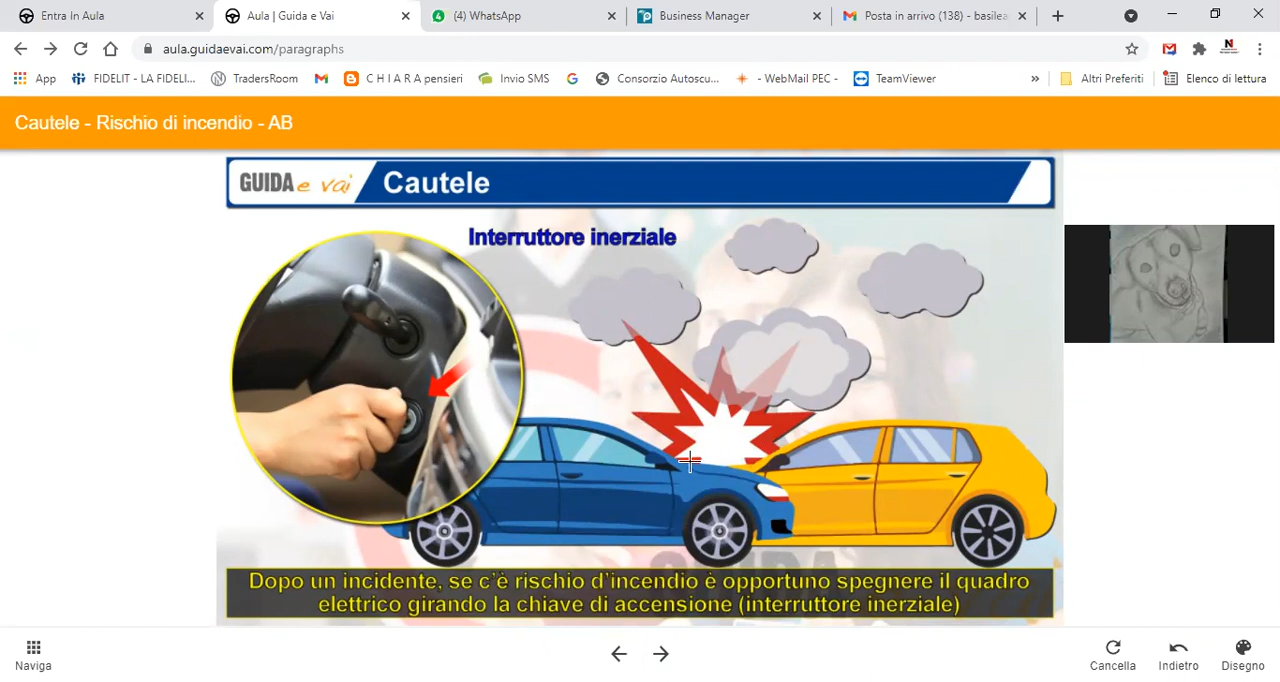 Entra In Aula
Aula | Guida e Vai
(4) WhatsApp
Business Manager
Posta in arrivo (138) - basilea
aula.guidaevai.com/paragraphs
App
FIDELIT - LA FIDELI...
TradersRoom
C H I A R A pensieri
Invio SMS
Consorzio Autoscu...
- WebMail PEC -
TeamViewer
»
Altri Preferiti
Elenco di lettura
Cautele - Rischio di incendio - AB
GUIDA e vai
Cautele
Interruttore inerziale
Dopo un incidente, se c'è rischio d'incendio è opportuno spegnere il quadro
elettrico girando la chiave di accensione (interruttore inerziale)
Naviga
Cancella
Indietro
Disegno